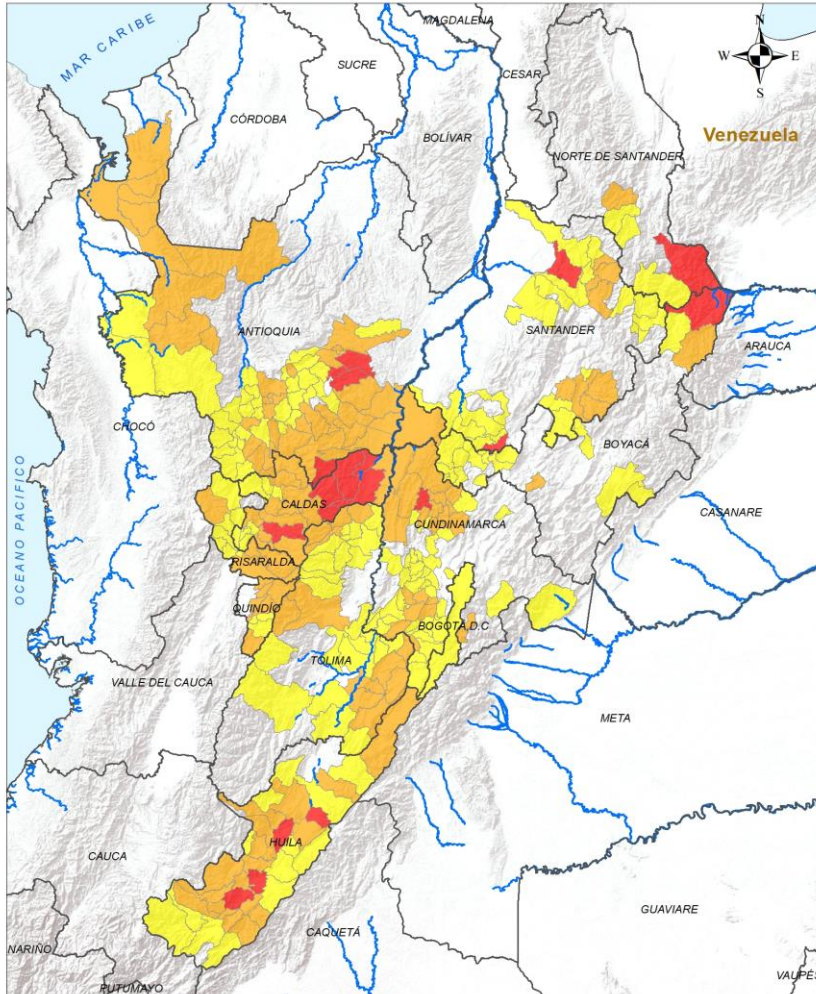 MAGDALENA
N
W E
S
MAR CARIBE
SUCRE
CESAR
CÓRDOBA
BOLÍVAR
Venezuela
NORTE DE SANTANDER
ANTIOQUIA
SANTANDER
ARAUCA
CHOCÓ
BOYACÁ
CALDAS
CASANARE
CUNDINAMARCA
OCEANO PACIFICO
RISARALDA
QUINDÍO
BOGOTÁ, D.C
TOLIMA
VALLE DEL CAUCA
META
HUILA
CAUCA
GUAVIARE
CAQUETÁ
NARIÑO
PUTUMAYO
VAUPÉS